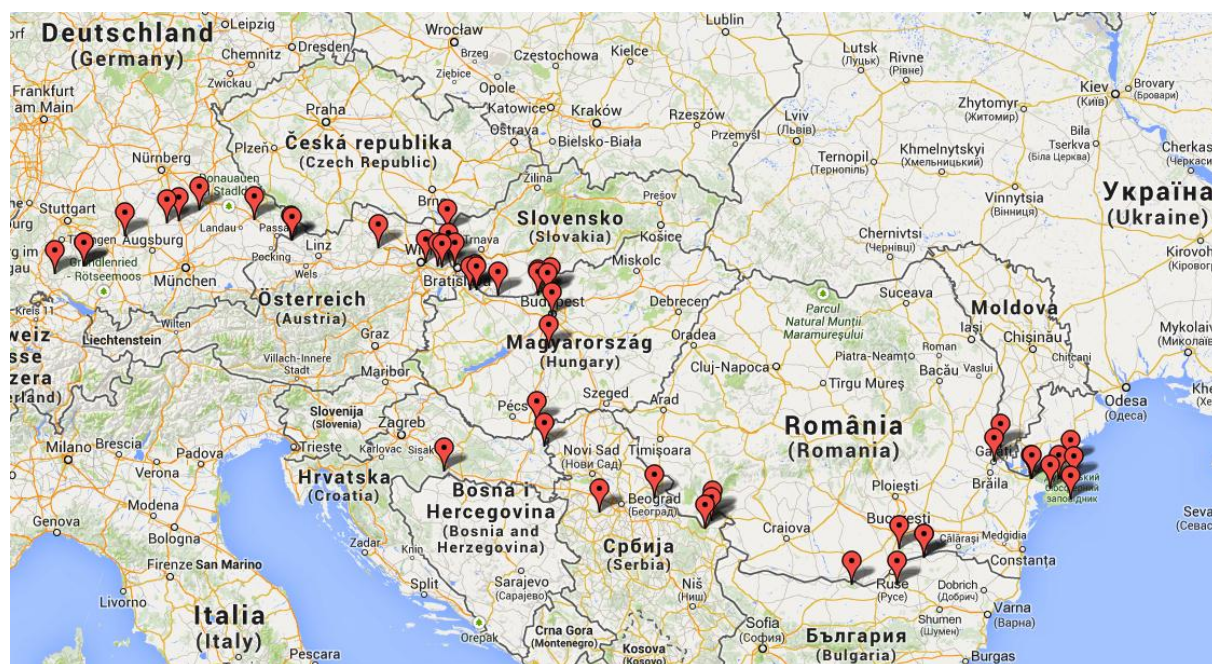 Deutschland
(Germany)
Leipzig
Dresden
Chemnitz
Zwickau
Frankfurt
am Main
Nürnberg
Stuttgart
Augsburg
Landau
München
Donauauen
Pocking
Passau
Linz
Wels
Kreis 11
Wilten
Liechtenstein
Österreich
(Austria)
Graz
Villach-Innere
Stadt
Praha
Plzeň
Česká republika
(Czech Republic)
Brno
Ostrava
Wrocław
Brzeg
Ziębice
Opole
Częstochowa
Kielce
Lublin
Katowice
Kraków
Rzeszów
Przemyśl
Bielsko-Biała
Žilina
Prešov
Slovensko
(Slovakia)
Košice
Trnava
Bratislava
Miskolc
Budapest
Debrecen
Magyarország
(Hungary)
Pécs
Szeged
Maribor
Slovenija
(Slovenia)
Zagreb
Karlovac
Sisak
Hrvatska
(Croatia)
Bosna i
Hercegovina
(Bosnia and
Herzegovina)
Zadar
Knin
Split
Sarajevo
(Сарајево)
Orepak
Crna Gora
(Montenegro)
Novi Sad
(Нови Сад)
Beograd
(Београд)
Србија
(Serbia)
Niš
(Ниш)
Kosova
(Kosovo)
Milano
Brescia
Verona
Padova
Trieste
Genova
Modena
Bologna
Firenze
San Marino
Livorno
Italia
(Italy)
Pescara
Lutsk
(Луцьк)
Rivne
(Рівне)
Lviv
(Львів)
Ternopil
(Тернопіль)
Khmelnytskyi
(Хмельницький)
Zhytomyr
(Житомир)
Kiev
(Київ)
Brovary
(Бровари)
Bila
Tserkva
(Біла Церква)
Vinnytsia
(Вінниця)
Україна
(Ukraine)
Chernivtsi
(Чернівці)
Odesa
(Одеса)
Moldova
Chișinău
Suceava
Iași
Roman
Vaslui
Piatra-Neamț
Bacău
Parcul
Natural Munții
Maramureșului
Oradea
Cluj-Napoca
Tîrgu Mureș
Arad
Timișoara
România
(Romania)
Galați
Brăila
Ploiești
București
Craiova
Călărași
Medgidia
Constanța
Ruse
(Русе)
Dobrich
(Добрич)
Shumen
(Шумен)
Varna
(Варна)
Sofia
(София)
България
(Bulgaria)
Burgas